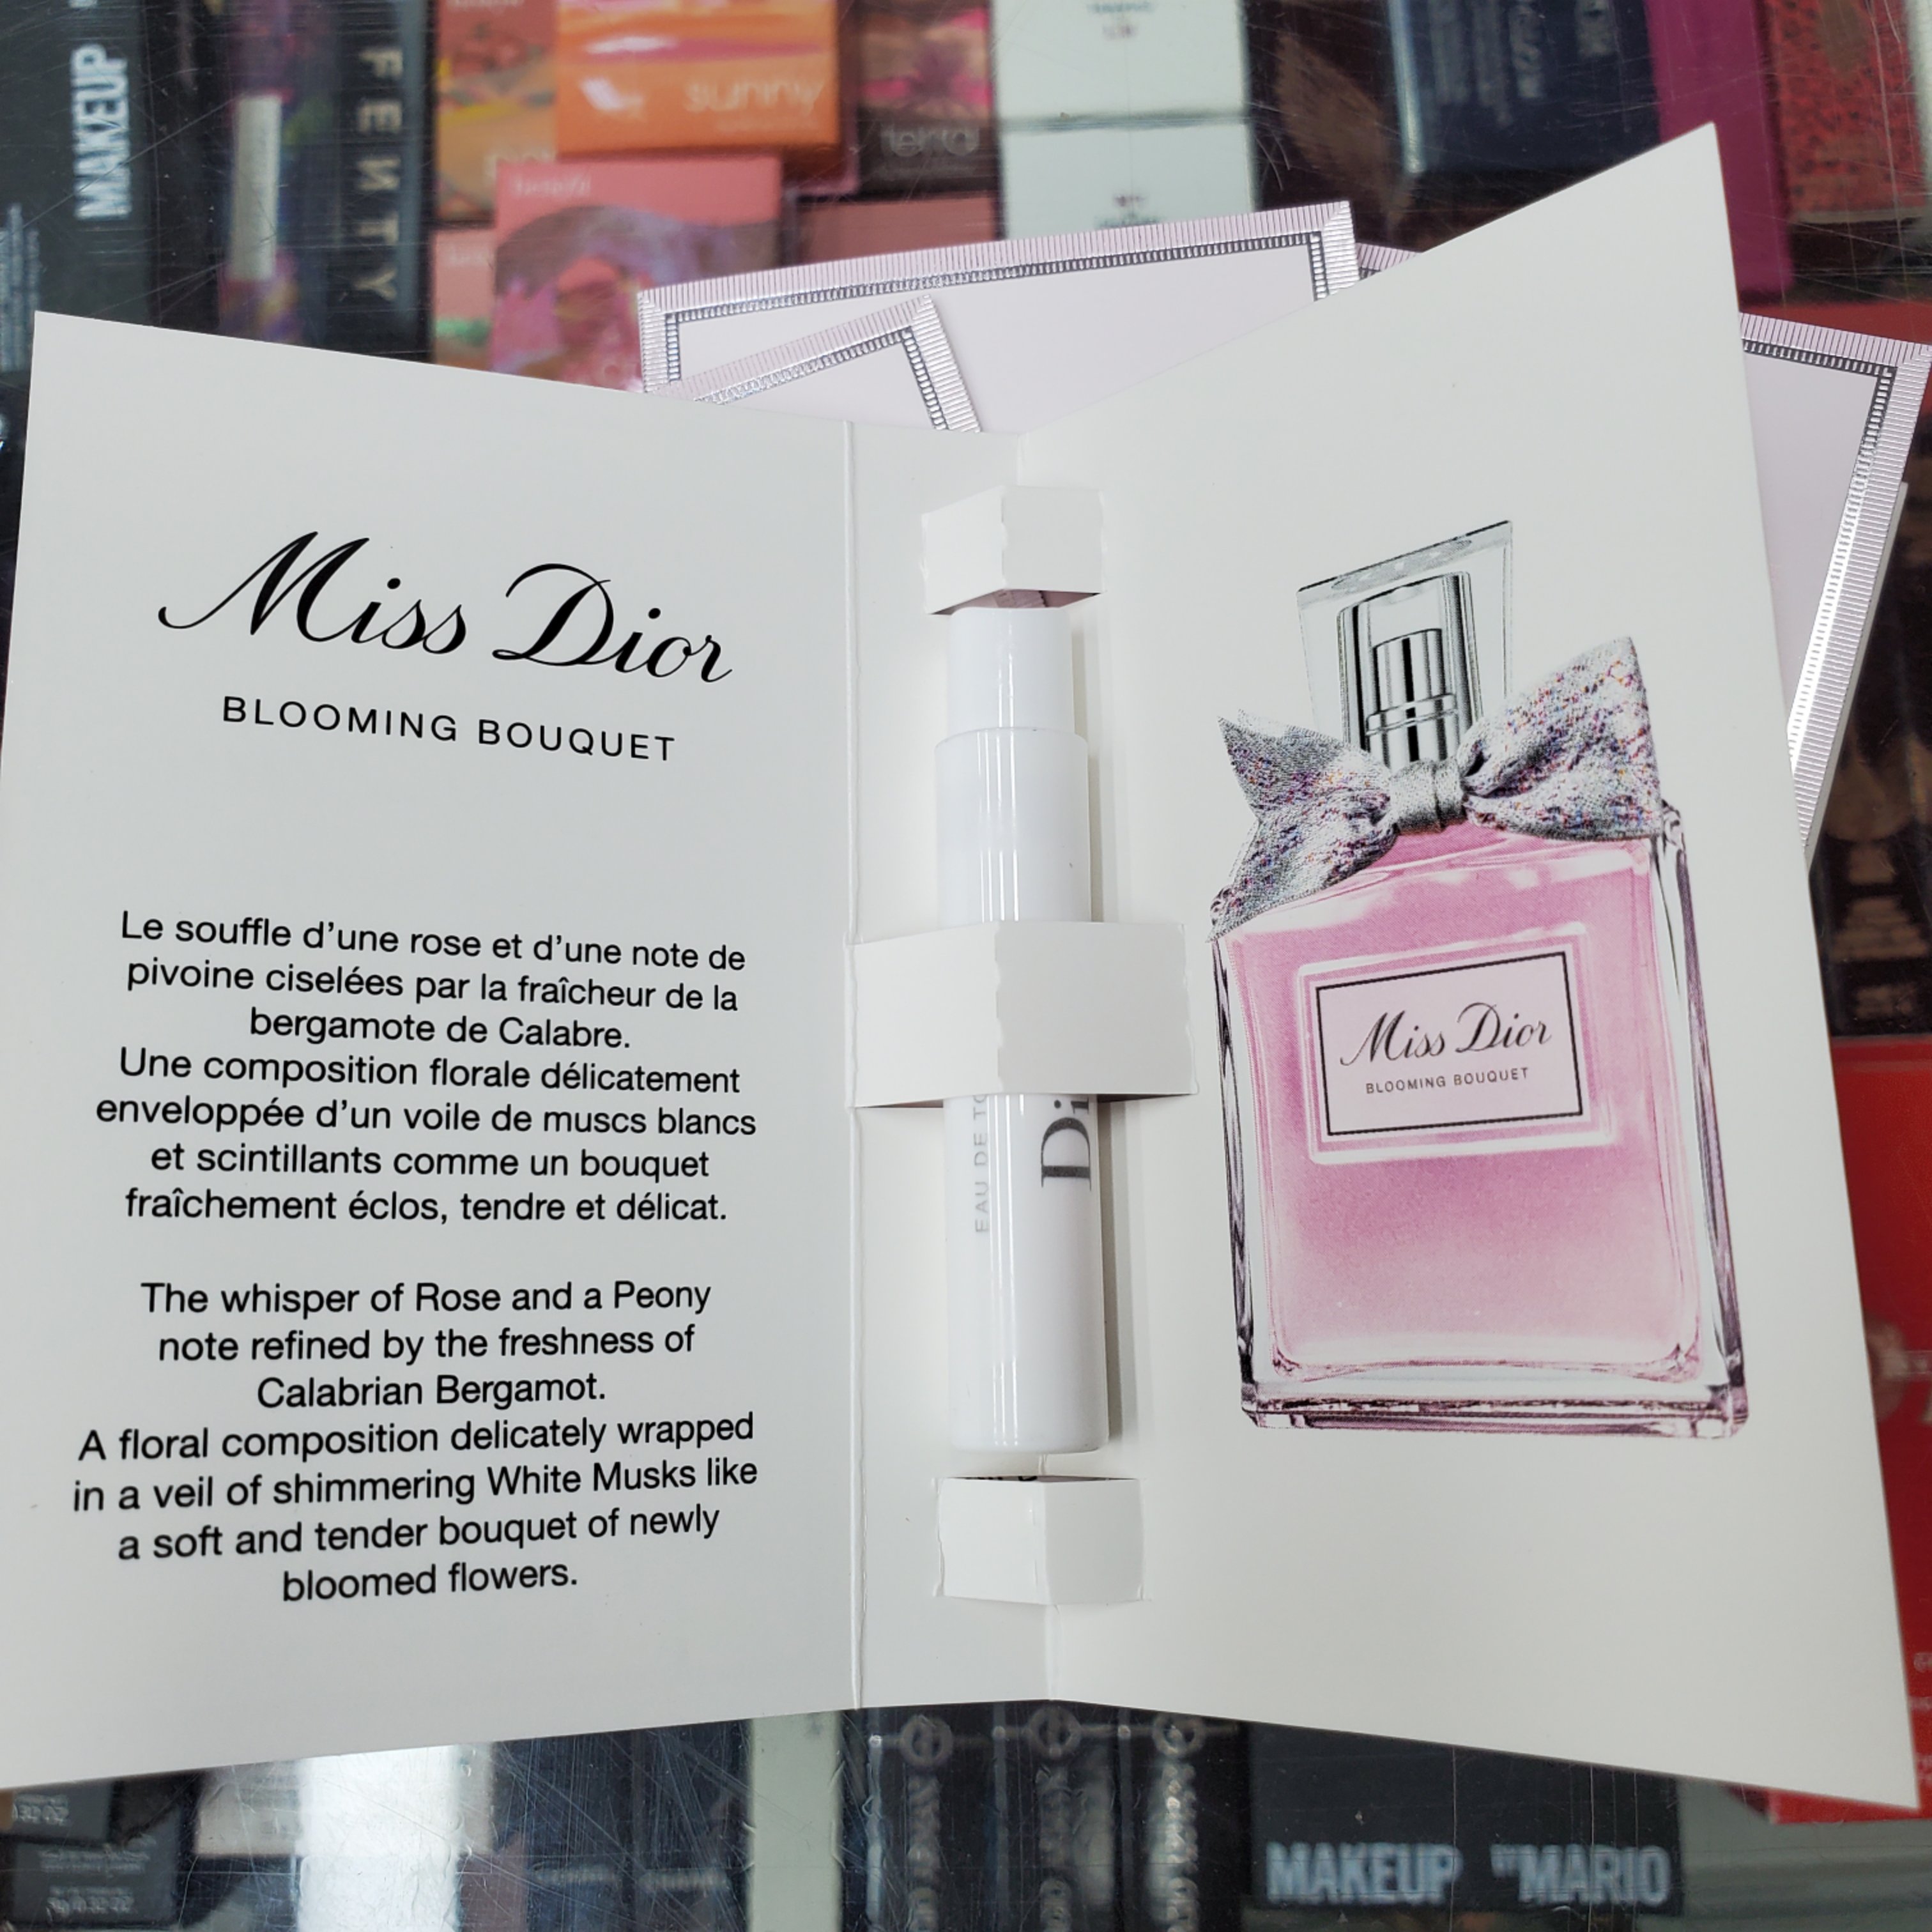 MAKEUP
FENTY
sunny
benefit
Miss Dior
BLOOMING BOUQUET
Le souffle d’une rose et d’une note de
pivoine ciselées par la fraîcheur de la
bergamote de Calabre.
Une composition florale délicatement
enveloppée d’un voile de muscs blancs
et scintillants comme un bouquet
fraîchement éclos, tendre et délicat.
The whisper of Rose and a Peony
note refined by the freshness of
Calabrian Bergamot.
A floral composition delicately wrapped
in a veil of shimmering White Musks like
a soft and tender bouquet of newly
bloomed flowers.
EAU DE TO
Di
Miss Dior
BLOOMING BOUQUET
MAKEUP "MARIO